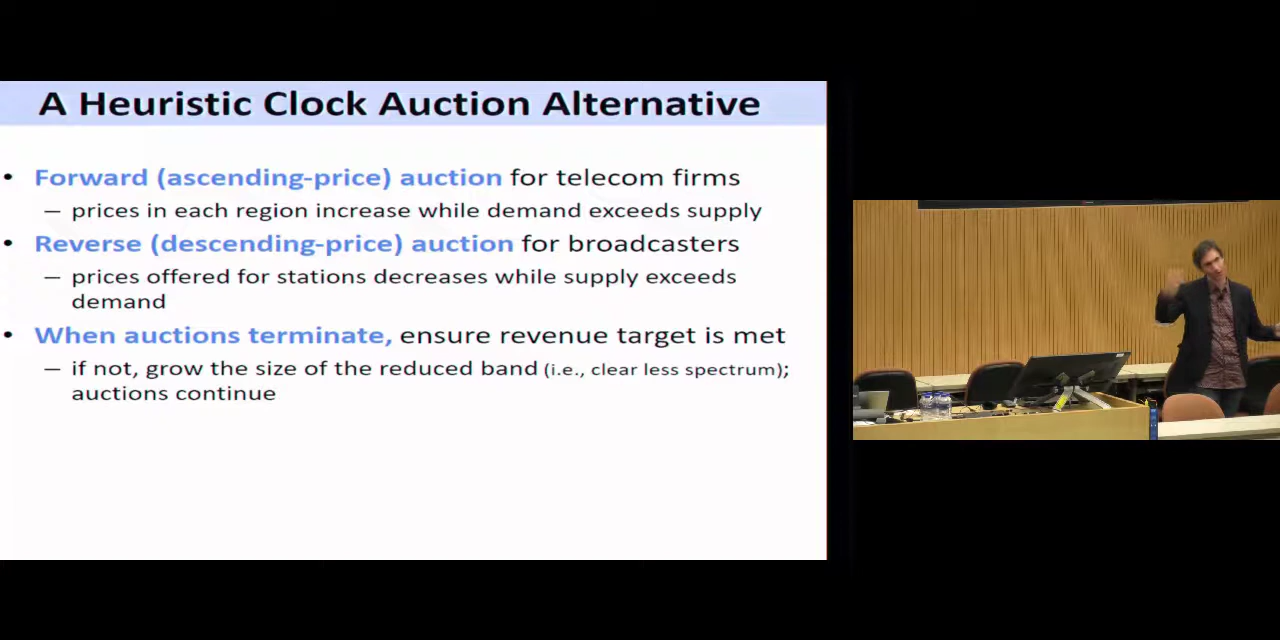 A Heuristic Clock Auction Alternative
• Forward (ascending-price) auction for telecom firms
– prices in each region increase while demand exceeds supply
• Reverse (descending-price) auction for broadcasters
– prices offered for stations decreases while supply exceeds
demand
• When auctions terminate, ensure revenue target is met
– if not, grow the size of the reduced band (i.e., clear less spectrum);
auctions continue